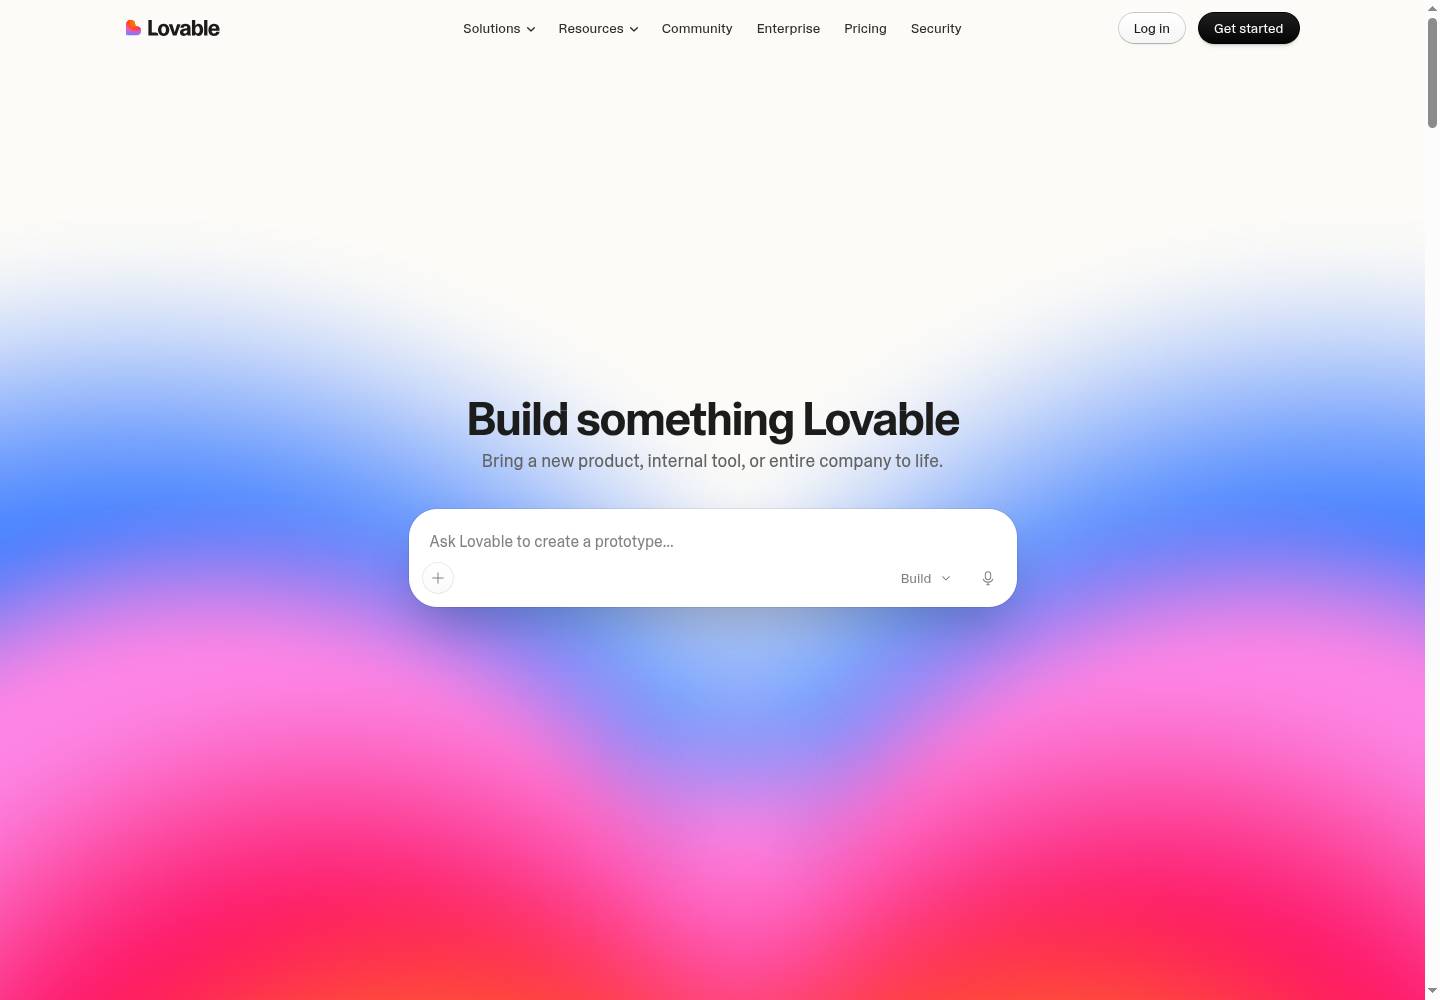 Lovable
Solutions
Resources
Community
Enterprise
Pricing
Security
Log in
Get started
Build something Lovable
Bring a new product, internal tool, or entire company to life.
Ask Lovable to create a prototype...
Build